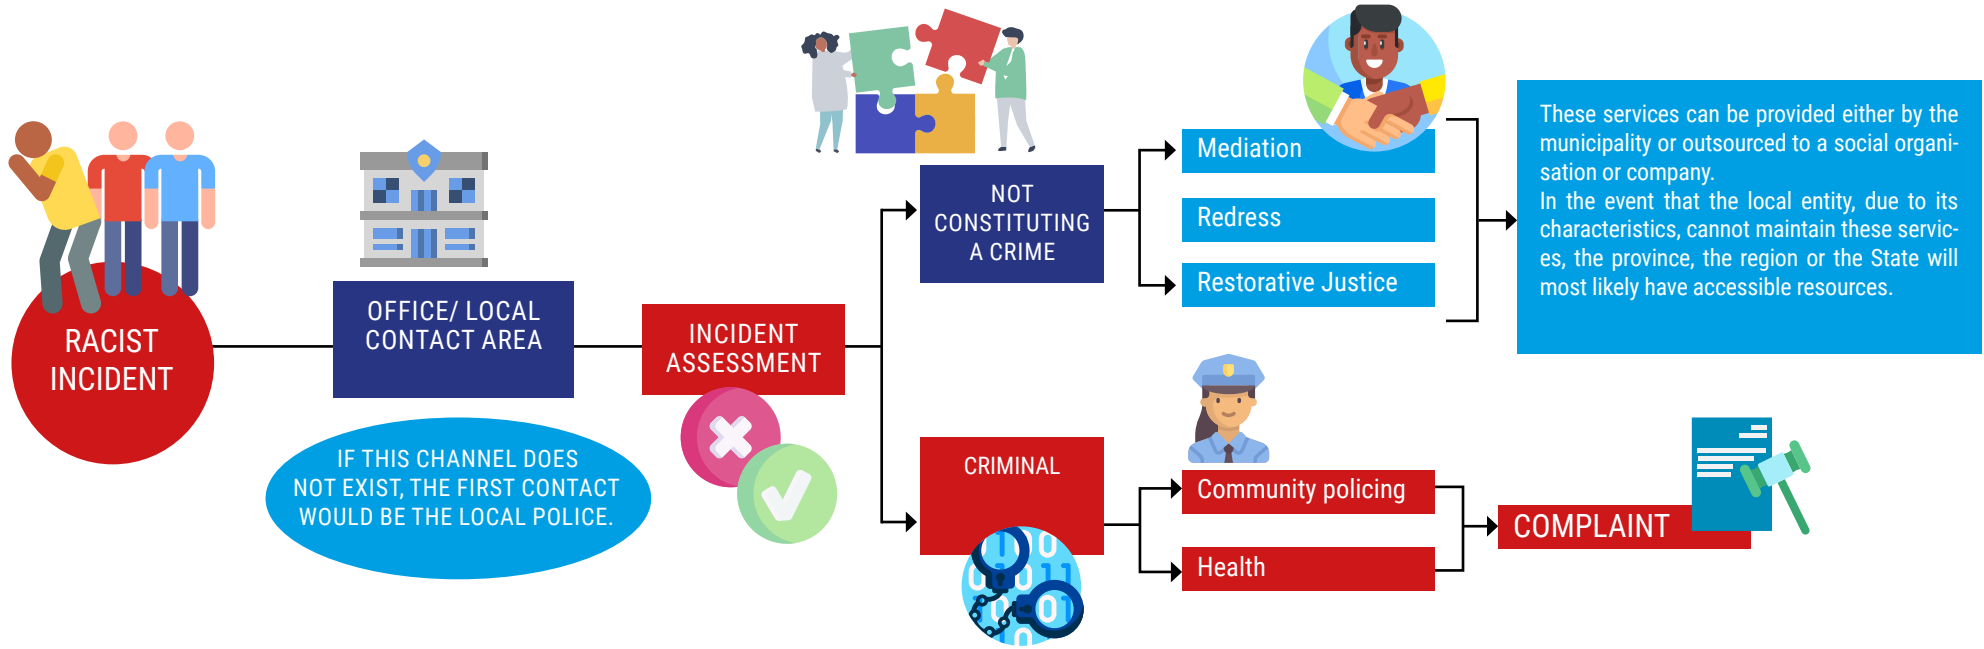 RACIST
INCIDENT
OFFICE/ LOCAL
CONTACT AREA
IF THIS CHANNEL DOES
NOT EXIST, THE FIRST CONTACT
WOULD BE THE LOCAL POLICE.
INCIDENT
ASSESSMENT
NOT
CONSTITUTING
A CRIME
Mediation
Redress
Restorative Justice
These services can be provided either by the
municipality or outsourced to a social organi-
sation or company.
In the event that the local entity, due to its
characteristics, cannot maintain these servic-
es, the province, the region or the State will
most likely have accessible resources.
CRIMINAL
Community policing
Health
COMPLAINT